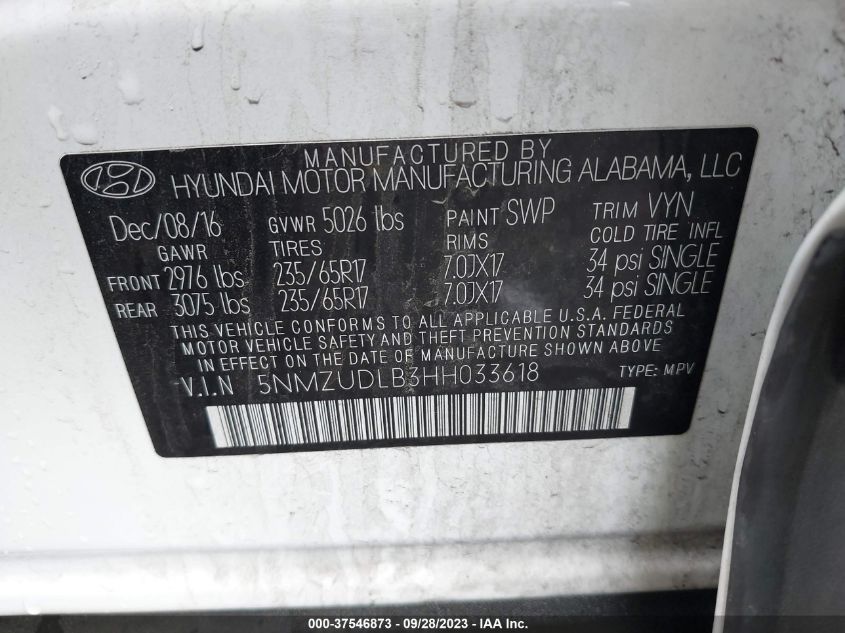 MANUFACTURED BY
HYUNDAI MOTOR MANUFACTURING ALABAMA, LLC
Dec/08/16 GVWR 5026 lbs PAINT SWP TRIM VYN
GAWR TIRES RIMS COLD TIRE INFL
FRONT 2976 lbs 235/65R17 7.0JX17 34 psi SINGLE
REAR 3075 lbs 235/65R17 7.0JX17 34 psi SINGLE
THIS VEHICLE CONFORMS TO ALL APPLICABLE U.S.A. FEDERAL
MOTOR VEHICLE SAFETY AND THEFT PREVENTION STANDARDS
IN EFFECT ON THE DATE OF MANUFACTURE SHOWN ABOVE
V.I.N 5NMZUDLB3HH033618 TYPE: MPV
000-37546873 - 09/28/2023 - IAAI.com